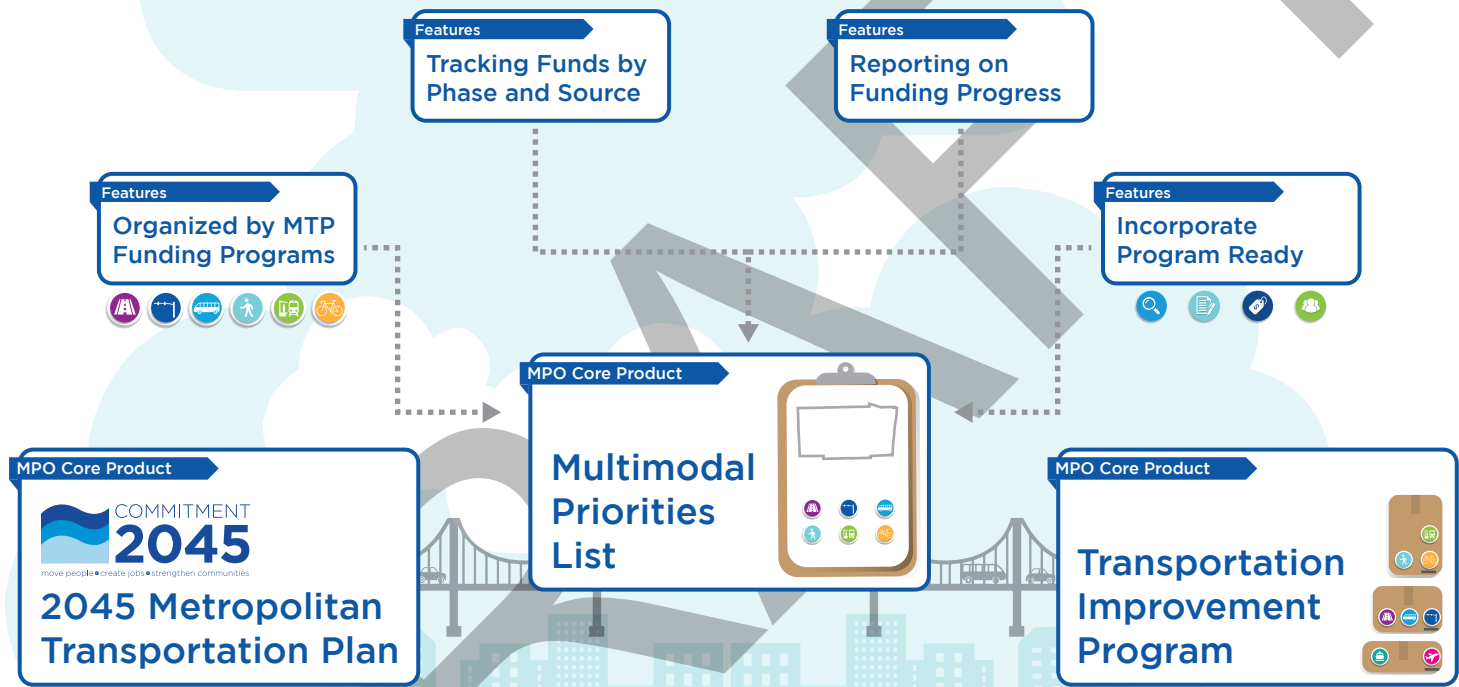 Features
Tracking Funds by
Phase and Source
Features
Reporting on
Funding Progress
Features
Organized by MTP
Funding Programs
Features
Incorporate
Program Ready
MPO Core Product
Multimodal
Priorities
List
MPO Core Product
COMMITMENT
2045
move people•create jobs•strengthen communities
2045 Metropolitan
Transportation Plan
MPO Core Product
Transportation
Improvement
Program